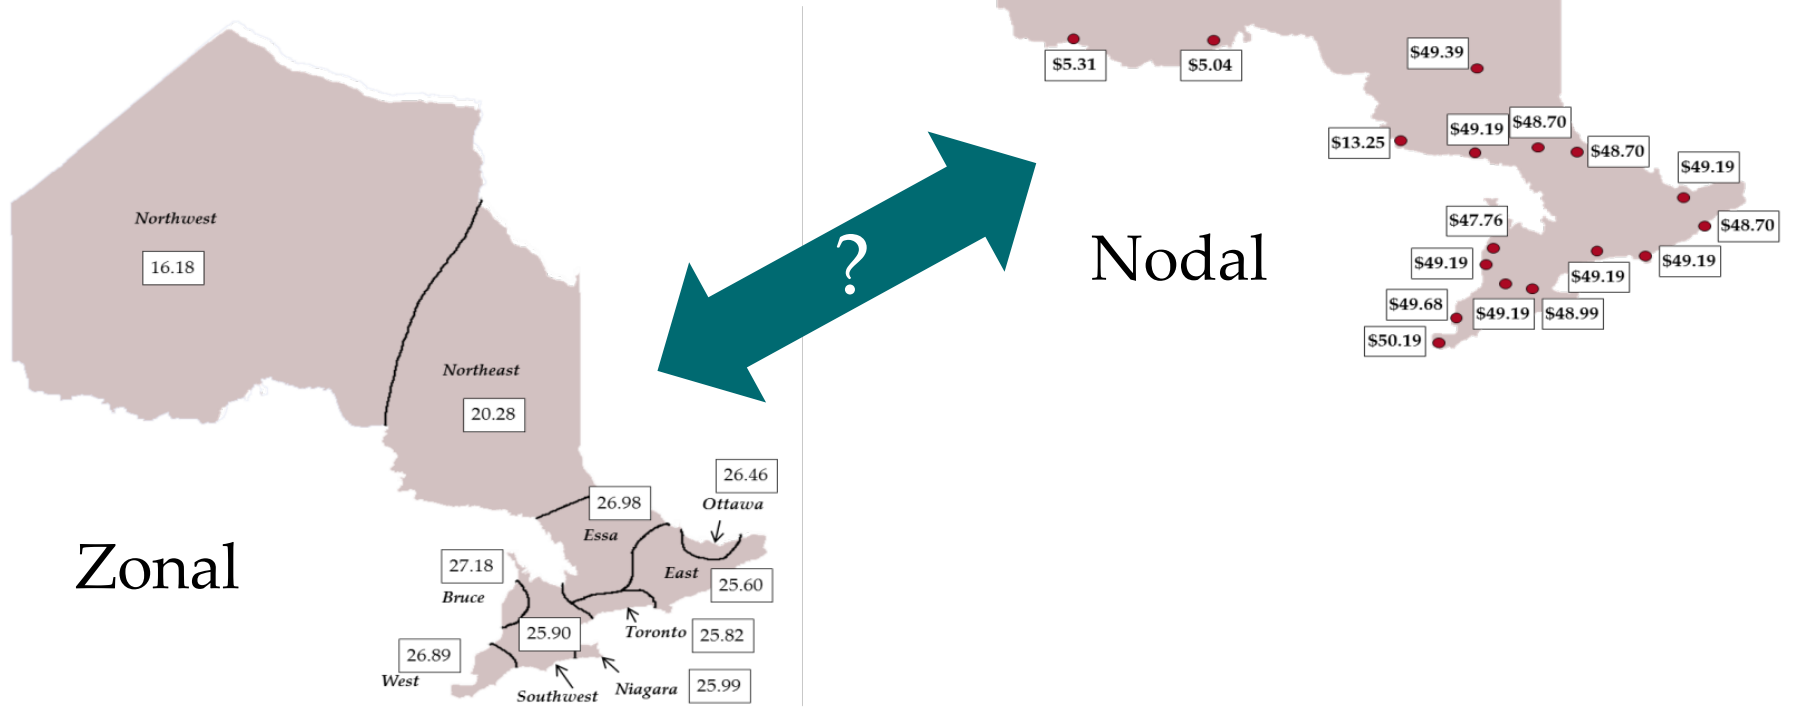 Northwest
16.18
Northeast
20.28
26.46
Ottawa
26.98
Essa
Zonal
27.18
Bruce
East
25.60
25.90
Toronto
25.82
26.89
West
Southwest
Niagara
25.99
?
Nodal
$5.31
$5.04
$49.39
$13.25
$49.19
$48.70
$48.70
$49.19
$47.76
$48.70
$49.19
$49.19
$49.19
$49.68
$49.19
$48.99
$50.19